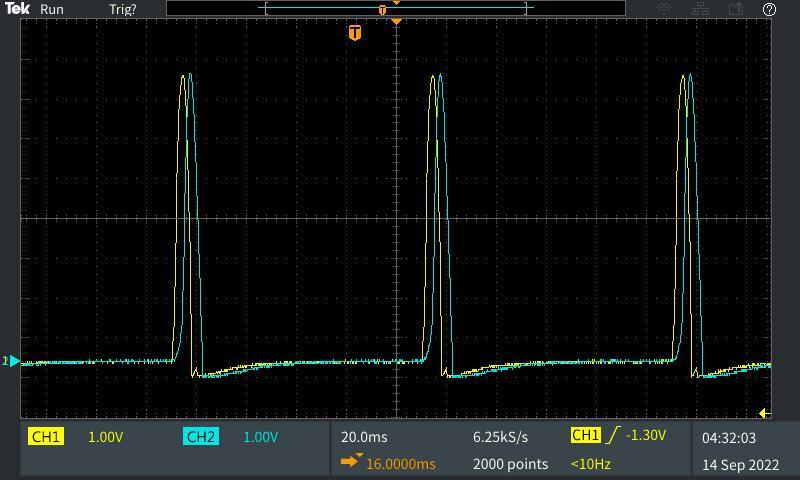 Tek Run Trig?
T
T
?
1
CH1 1.00V CH2 1.00V 20.0ms 6.25kS/s CH1 -1.30V 04:32:03
16.0000ms 2000 points <10Hz 14 Sep 2022